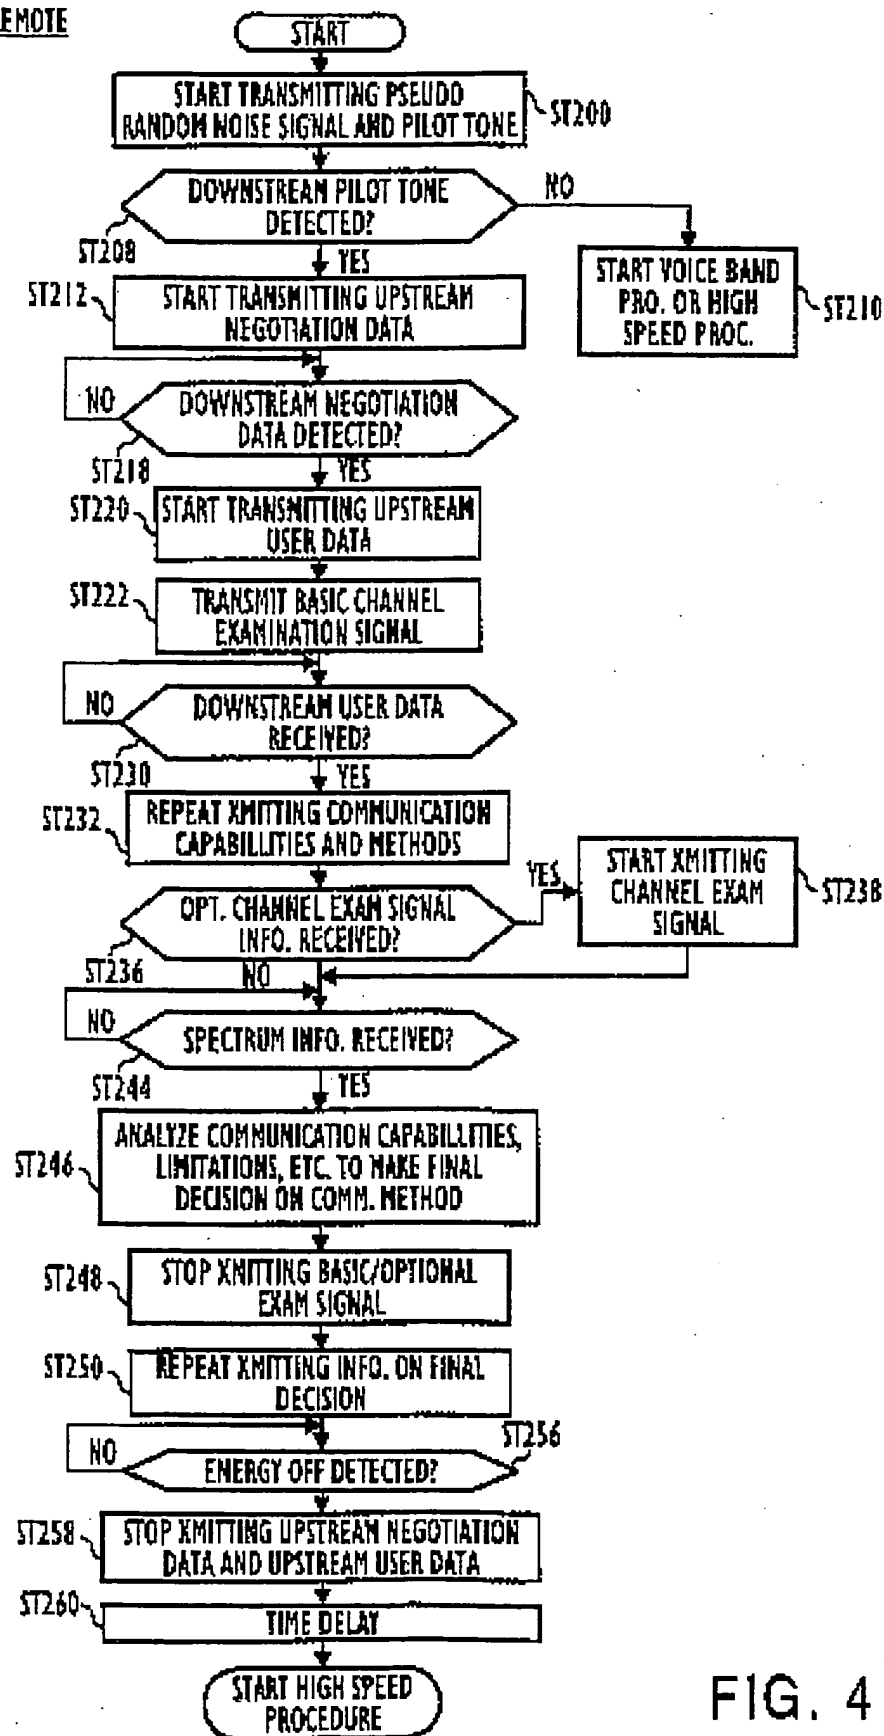 EMOTE
START
START TRANSMITTING PSEUDO
RANDOM NOISE SIGNAL AND PILOT TONE
ST200
DOWNSTREAM PILOT TONE
DETECTED?
NO
ST208
YES
ST212
START TRANSMITTING UPSTREAM
NEGOTIATION DATA
START VOICE BAND
PRO. OR HIGH
SPEED PROC.
ST210
NO
DOWNSTREAM NEGOTIATION
DATA DETECTED?
ST218
YES
ST220
START TRANSMITTING UPSTREAM
USER DATA
ST222
TRANSMIT BASIC CHANNEL
EXAMINATION SIGNAL
NO
DOWNSTREAM USER DATA
RECEIVED?
ST230
YES
ST232
REPEAT XMITTING COMMUNICATION
CAPABILLITIES AND METHODS
OPT. CHANNEL EXAM SIGNAL
INFO. RECEIVED?
YES
START XMITTING
CHANNEL EXAM
SIGNAL
ST238
ST236
NO
NO
SPECTRUM INFO. RECEIVED?
ST244
YES
ST246
ANALYZE COMMUNICATION CAPABILLITIES,
LIMITATIONS, ETC. TO MAKE FINAL
DECISION ON COMM. METHOD
ST248
STOP XMITTING BASIC/OPTIONAL
EXAM SIGNAL
ST250
REPEAT XMITTING INFO. ON FINAL
DECISION
ST256
NO
ENERGY OFF DETECTED?
ST258
STOP XMITTING UPSTREAM NEGOTIATION
DATA AND UPSTREAM USER DATA
ST260
TIME DELAY
START HIGH SPEED
PROCEDURE
FIG. 4